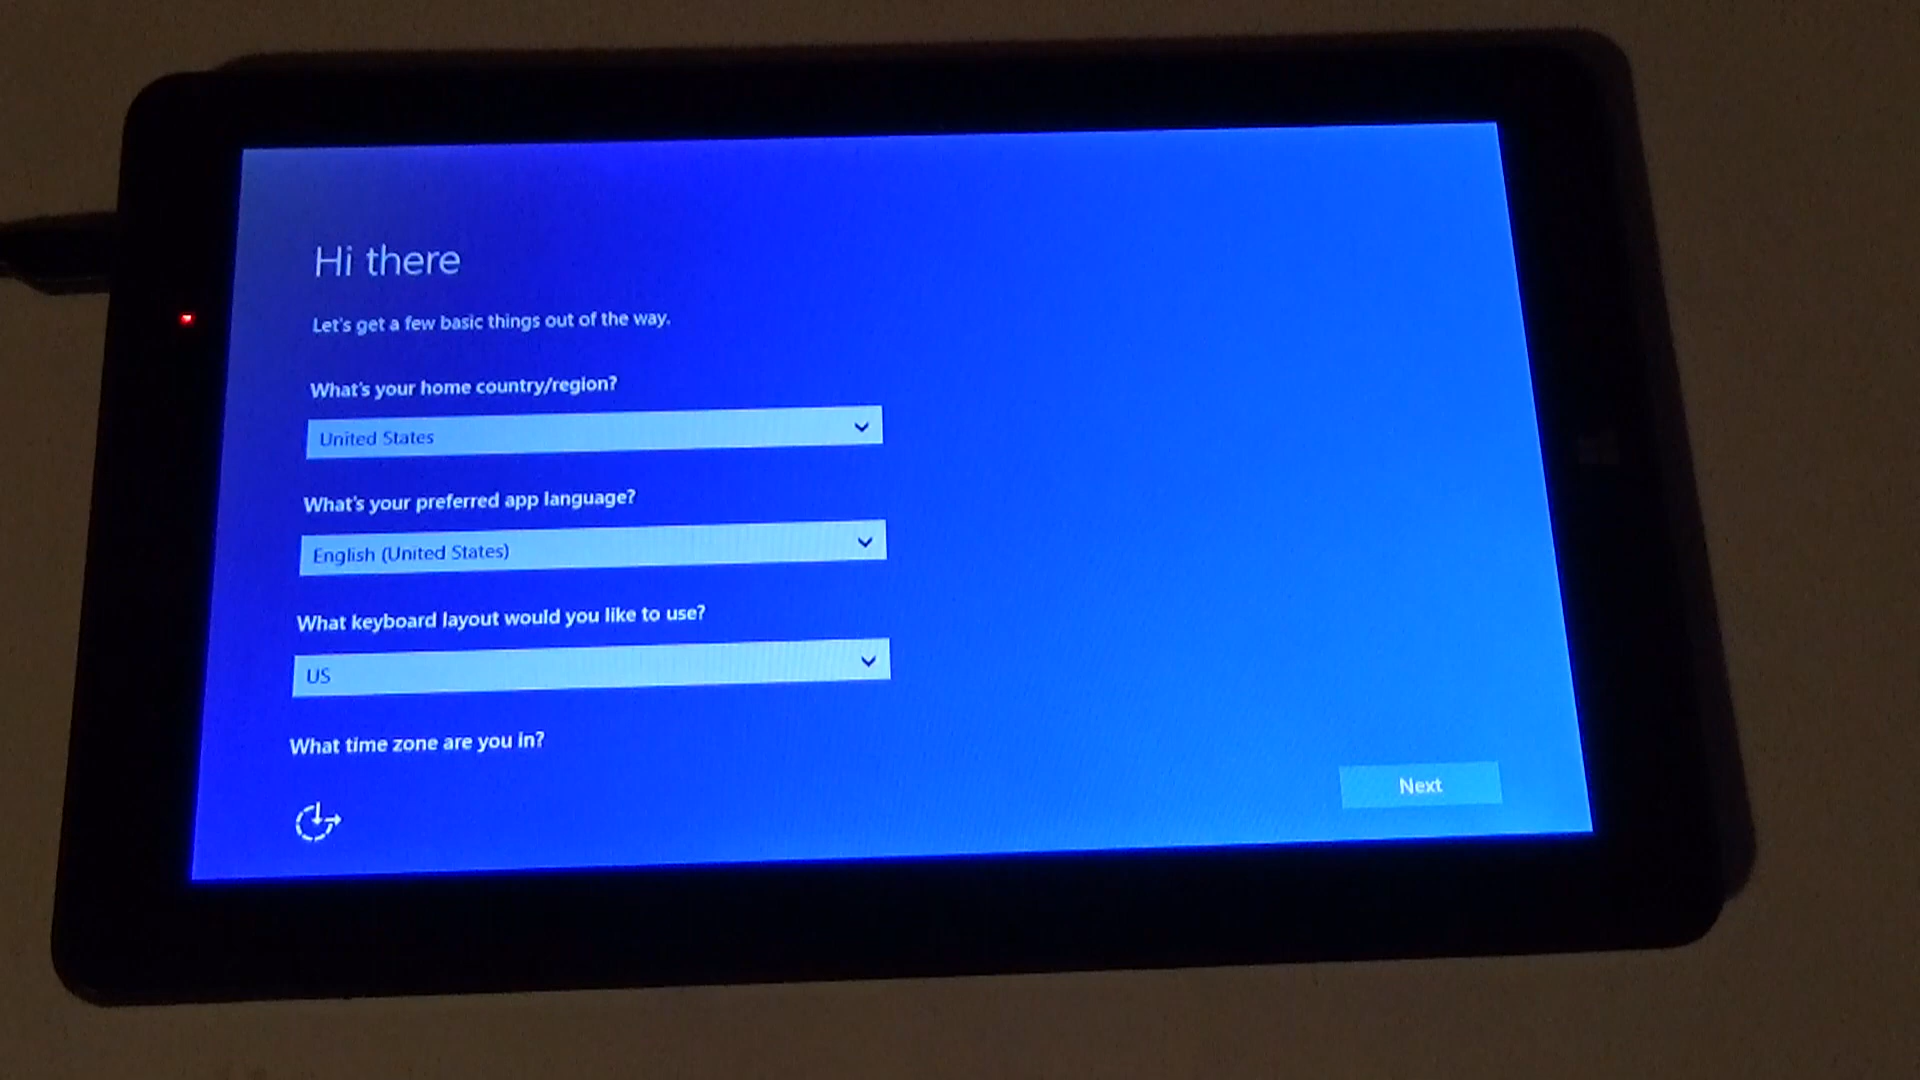 Hi there
Let's get a few basic things out of the way.
What's your home country/region?
United States
What's your preferred app language?
English (United States)
What keyboard layout would you like to use?
US
What time zone are you in?
Next